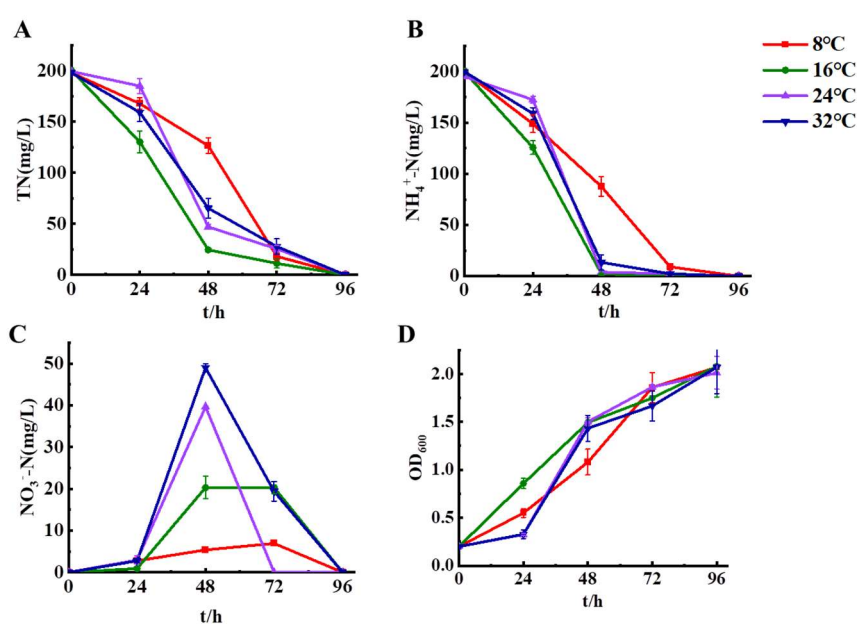 A
B
8℃
16℃
24℃
32℃
TN(mg/L)
200
150
100
50
0
0 24 48 72 96
t/h
NH₄⁺-N(mg/L)
200
150
100
50
0
0 24 48 72 96
t/h
C
D
NO₃⁻-N(mg/L)
50
40
30
20
10
0
0 24 48 72 96
t/h
OD₆₀₀
2.0
1.5
1.0
0.5
0.0
0 24 48 72 96
t/h